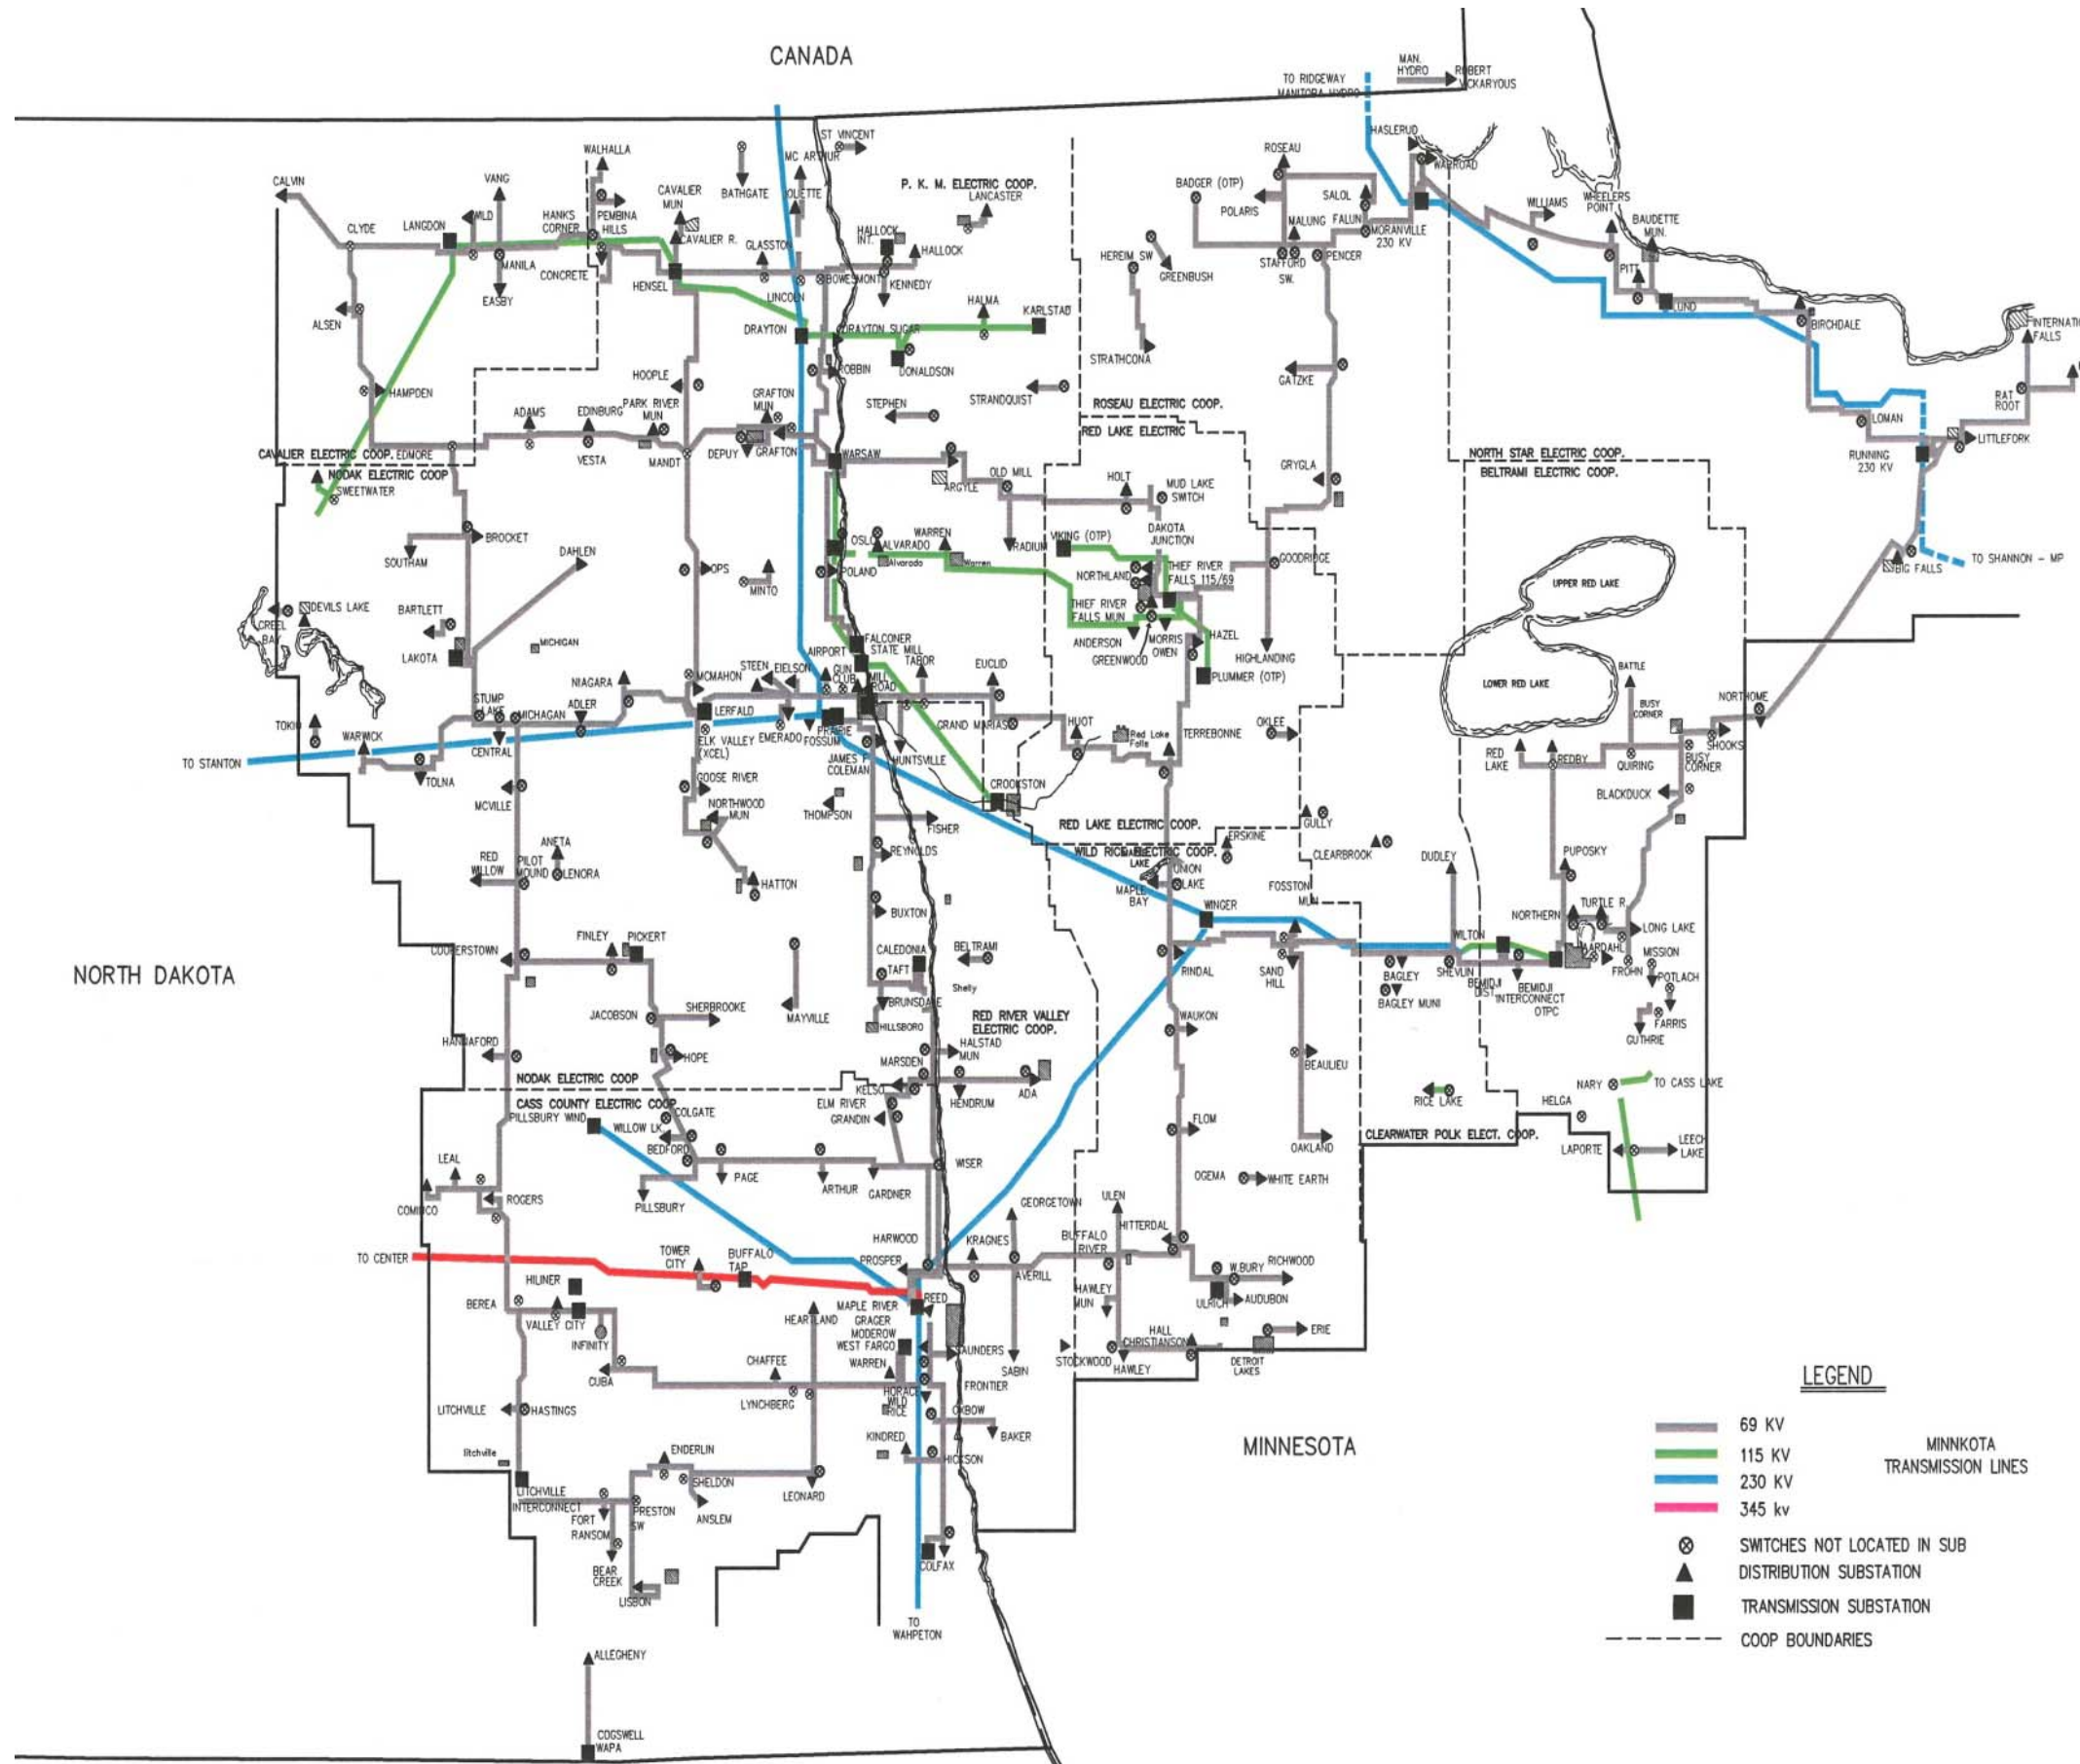 CANADA
MAN.
HYDRO
TO RIDGEWAY
MANITOBA HYDRO
ST VINCENT
MC ARTHUR
HASLERUD
WARROAD
WALHALLA
CALVIN
VANG
BATHGATE
JOLIETTE
P. K. M. ELECTRIC COOP.
LANCASTER
ROSEAU
BADGER (OTP)
POLARIS
SALOL
WILLIAMS
WHEELERS
POINT
BAUDETTE
MUN.
CLYDE
LANGDON
HANKS
CORNER
PEMBINA
HILLS
CAVALIER
MUN
CAVALIER R.
GLASSTON
HALLOCK
INT.
HALLOCK
MALUNG
FALUN
MORANVILLE
230 KV
MANILA
CONCRETE
EASBY
HENSEL
LINCOLN
BOWESMONT
KENNEDY
HEREIM SW
GREENBUSH
STAFFORD
SW.
PENCER
PITT
LUND
BIRCHDALE
ALSEN
DRAYTON
DRAYTON SUGAR
HALMA
KARLSTAD
DONALDSON
STRATHCONA
GATZKE
RAT
ROOT
HAMPDEN
HOOPLE
ROBBIN
STRANDQUIST
STEPHEN
ADAMS
EDINBURG
PARK RIVER
MUN
GRAFTON
MUN
ROSEAU ELECTRIC COOP.
RED LAKE ELECTRIC
LOMAN
LITTLEFORK
CAVALIER ELECTRIC COOP.
EDMORE
NODAK ELECTRIC COOP
VESTA
MANDT
DEPUY
GRAFTON
WARSAW
NORTH STAR ELECTRIC COOP.
BELTRAMI ELECTRIC COOP.
RUNNING
230 KV
SWEETWATER
ARGYLE
OLD MILL
HOLT
MUD LAKE
SWITCH
GRYGLA
BROCKET
SOUTHAM
DAHLEN
OPS
MINTO
OSLO
ALVARADO
Alvarado
WARREN
Warren
RADIUM
VIKING (OTP)
DAKOTA
JUNCTION
GOODRIDGE
BIG FALLS
TO SHANNON - MP
POLAND
NORTHLAND
THIEF RIVER
FALLS 115/69
THIEF RIVER
FALLS MUN
UPPER RED LAKE
CREEL
BAY
DEVILS LAKE
BARTLETT
LAKOTA
MICHIGAN
AIRPORT
FALCONER
STATE MILL
ANDERSON
GREENWOOD
MORRIS
OWEN
HAZEL
HIGHLANDING
PLUMMER (OTP)
LOWER RED LAKE
BATTLE
NIAGARA
MCMAHON
STEEN
EIELSON
GUN
CLUB
MILL
ROAD
TABOR
EUCLID
BUSY
CORNER
NORTHOME
TOKIO
WARWICK
STUMP
LAKE
MICHAGAN
ADLER
CENTRAL
LERFALD
ELK VALLEY
(XCEL)
EMERADO
PRAIRIE
FOSSUM
GRAND MARIAS
HUOT
Red Lake
Falls
TERREBONNE
OKLEE
RED
LAKE
REDBY
QUIRING
BUSY
CORNER
SHOOKS
TO STANTON
TOLNA
MCVILLE
GOOSE RIVER
NORTHWOOD
MUN
JAMES P
COLEMAN
HUNTSVILLE
THOMPSON
CROOKSTON
BLACKDUCK
FISHER
RED LAKE ELECTRIC COOP.
WILD RICE ELECTRIC COOP.
ERSKINE
GULLY
CLEARBROOK
DUDLEY
PUPOSKY
RED
WILLOW
PILOT
MOUND
ANETA
LENORA
HATTON
REYNOLDS
UNION
LAKE
MAPLE
BAY
BUXTON
WINGER
FOSSTON
MUN
NORTHERN
TURTLE R.
LONG LAKE
NORTH DAKOTA
COOPERSTOWN
FINLEY
PICKERT
CALEDONIA
TAFT
BELTRAMI
Shelly
RINDAL
SAND
HILL
BAGLEY
BAGLEY MUNI
WILTON
SHEVLIN
BEMIDJI
DIST.
BEMIDJI
INTERCONNECT
OTPC
AARDAHL
FROHN
MISSION
POTLACH
FARRIS
GUTHRIE
JACOBSON
SHERBROOKE
MAYVILLE
BRUNSDALE
HILLSBORO
RED RIVER VALLEY
ELECTRIC COOP.
WAUKON
HANNAFORD
HOPE
MARSDEN
HALSTAD
MUN
BEAULIEU
NODAK ELECTRIC COOP
CASS COUNTY ELECTRIC COOP
KELSO
HENDRUM
ADA
RICE LAKE
NARY
TO CASS LAKE
PILLSBURY WIND
WILLOW LK.
COLGATE
ELM RIVER
GRANDIN
HELGA
FLOM
OAKLAND
CLEARWATER POLK ELECT. COOP.
BEDFORD
LEAL
COMINCO
ROGERS
PAGE
PILLSBURY
ARTHUR
GARDNER
WISER
OGEMA
WHITE EARTH
LAPORTE
LEECH
LAKE
GEORGETOWN
ULEN
HITTERDAL
TO CENTER
TOWER
CITY
BUFFALO
TAP
HARWOOD
PROSPER
KRAGNES
AVERILL
BUFFALO
RIVER
W.BURY
RICHWOOD
HILINER
BEREA
VALLEY CITY
INFINITY
HEARTLAND
MAPLE RIVER
REED
GRAGER
MODEROW
WEST FARGO
HAWLEY
MUN
ULRICH
AUDUBON
ERIE
CUBA
CHAFFEE
LYNCHBERG
WARREN
HORACE
WILD
RICE
SAUNDERS
FRONTIER
SABIN
STOCKWOOD
HALL
CHRISTIANSON
HAWLEY
DETROIT
LAKES
LITCHVILLE
HASTINGS
OXBOW
BAKER
litchville
ENDERLIN
SHELDON
LEONARD
KINDRED
HICKSON
MINNESOTA
LITCHVILLE
INTERCONNECT
FORT
RANSOM
PRESTON
SW
ANSLEM
BEAR
CREEK
LISBON
COLFAX
TO
WAHPETON
ALLEGHENY
COGSWELL
WAPA
LEGEND
69 KV
115 KV
230 KV
345 kv
MINNKOTA
TRANSMISSION LINES
SWITCHES NOT LOCATED IN SUB
DISTRIBUTION SUBSTATION
TRANSMISSION SUBSTATION
COOP BOUNDARIES